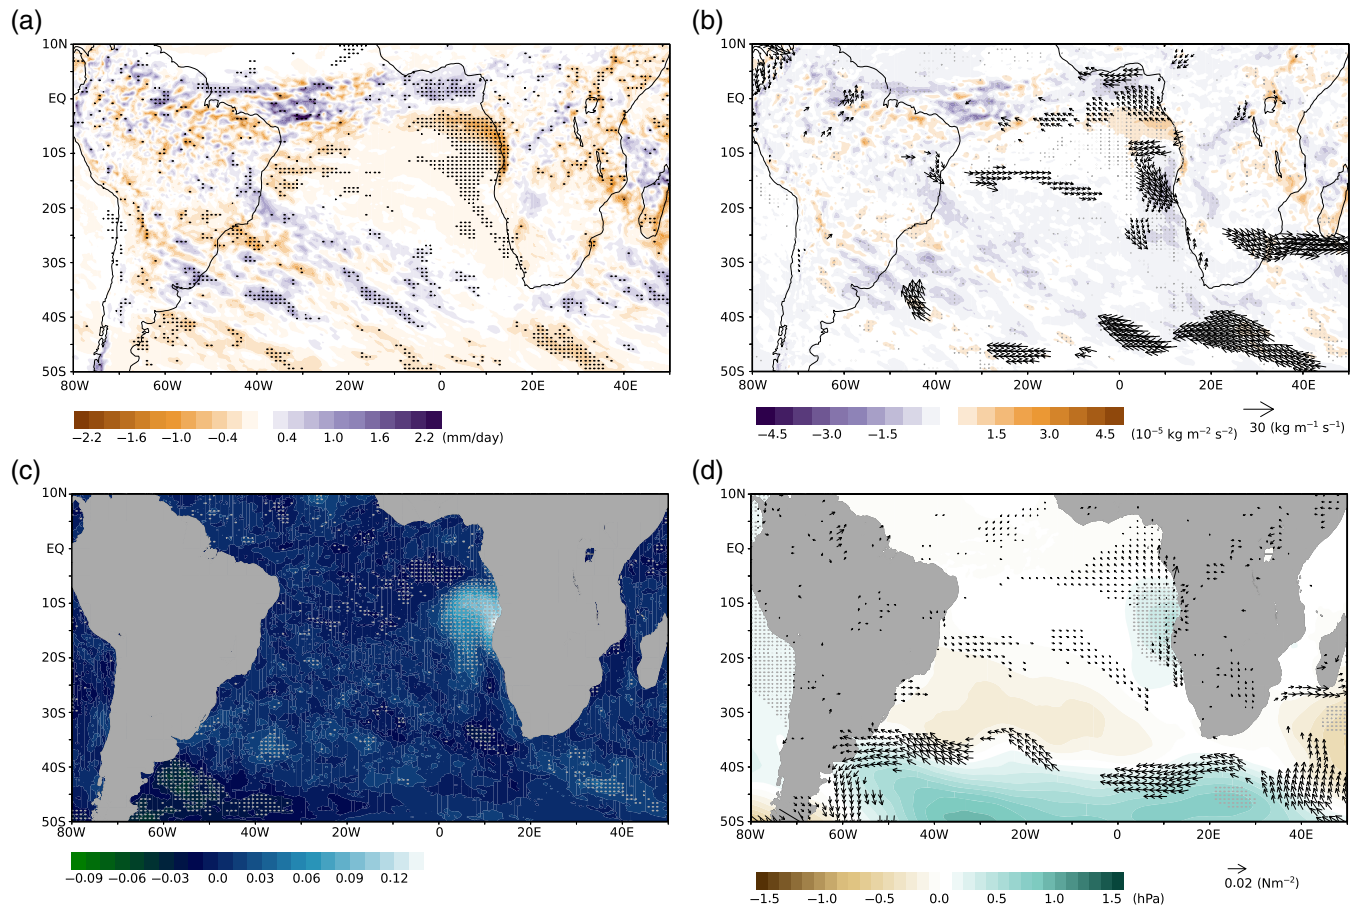 (a)
10N
EQ
10S
20S
30S
40S
50S
80W 60W 40W 20W 0 20E 40E
−2.2 −1.6 −1.0 −0.4 0.4 1.0 1.6 2.2 (mm/day)
(b)
10N
EQ
10S
20S
30S
40S
50S
80W 60W 40W 20W 0 20E 40E
−4.5 −3.0 −1.5 1.5 3.0 4.5 (10⁻⁵ kg m⁻² s⁻²)
30 (kg m⁻¹ s⁻¹)
(c)
10N
EQ
10S
20S
30S
40S
50S
80W 60W 40W 20W 0 20E 40E
−0.09 −0.06 −0.03 0.0 0.03 0.06 0.09 0.12
(d)
10N
EQ
10S
20S
30S
40S
50S
80W 60W 40W 20W 0 20E 40E
−1.5 −1.0 −0.5 0.0 0.5 1.0 1.5 (hPa)
0.02 (Nm⁻²)